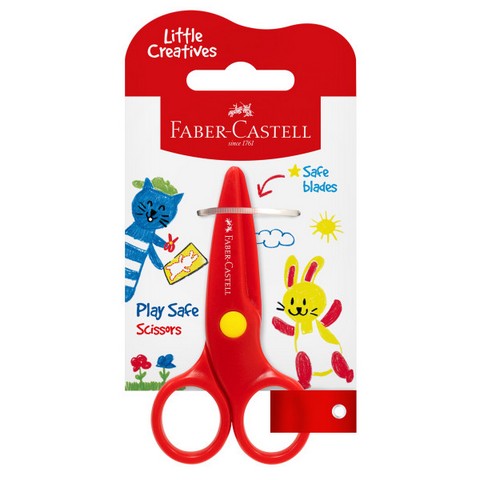 Little
Creatives
FABER-CASTELL
since 1761
Safe
blades
FABER-CASTELL
Play Safe
Scissors